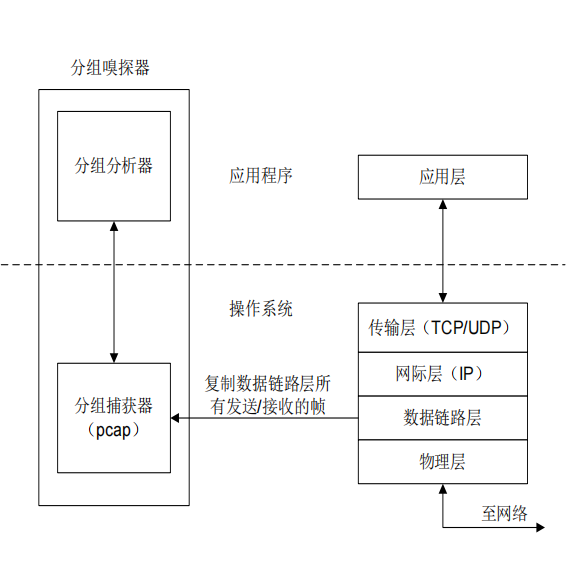 分组嗅探器
分组分析器
应用程序
应用层
操作系统
传输层（TCP/UDP）
网际层（IP）
数据链路层
物理层
复制数据链路层所
有发送/接收的帧
分组捕获器
（pcap）
至网络